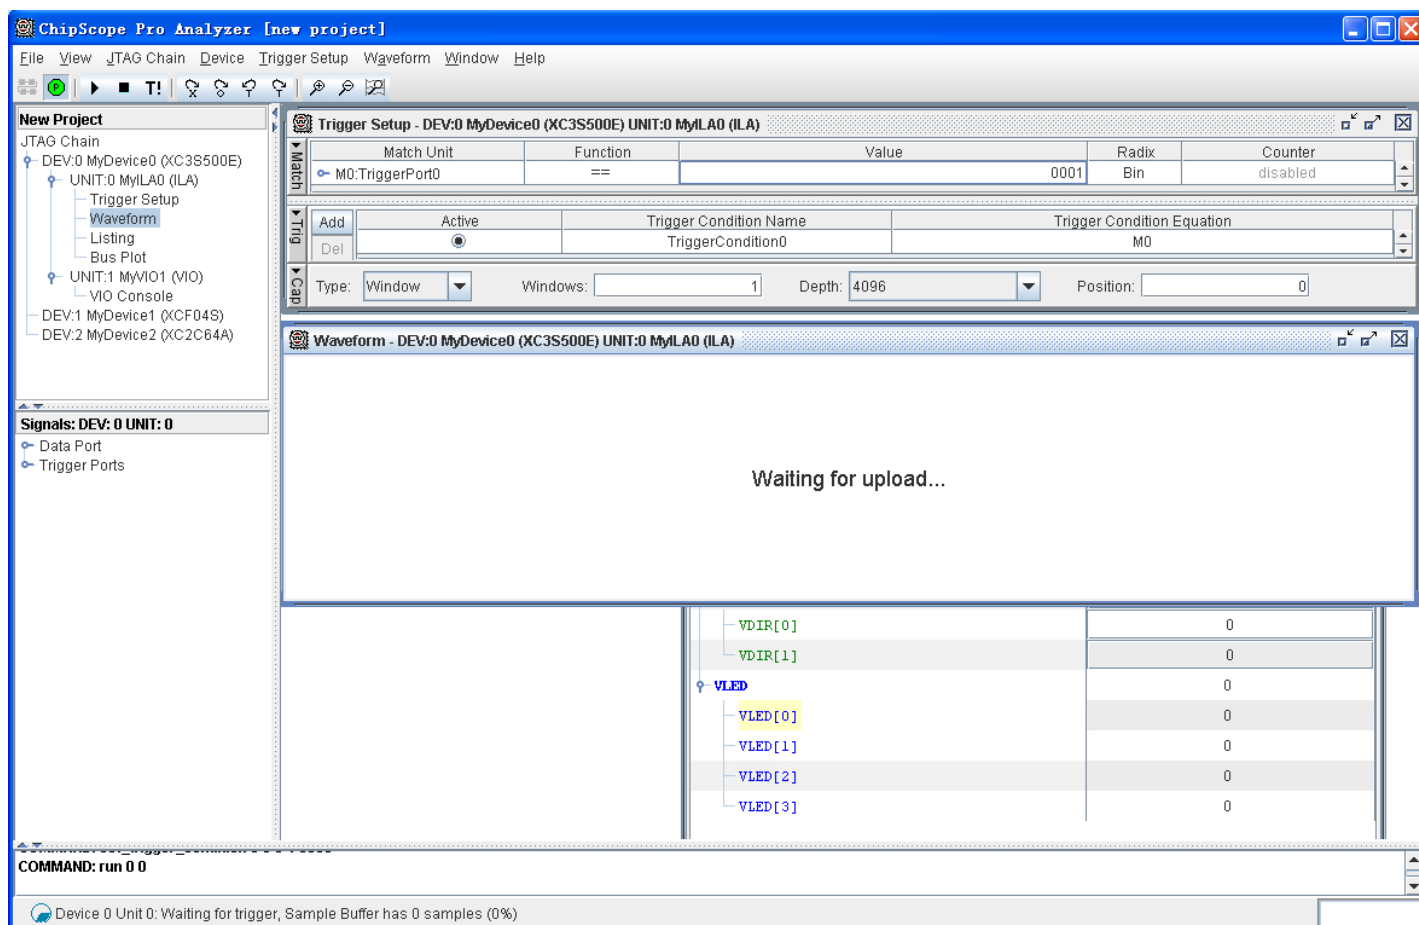 ChipScope Pro Analyzer [new project]
File View JTAG Chain Device Trigger Setup Waveform Window Help
P T!
New Project
JTAG Chain
DEV:0 MyDevice0 (XC3S500E)
UNIT:0 MyILA0 (ILA)
Trigger Setup
Waveform
Listing
Bus Plot
UNIT:1 MyVIO1 (VIO)
VIO Console
DEV:1 MyDevice1 (XCF04S)
DEV:2 MyDevice2 (XC2C64A)
Signals: DEV: 0 UNIT: 0
Data Port
Trigger Ports
Trigger Setup - DEV:0 MyDevice0 (XC3S500E) UNIT:0 MyILA0 (ILA)
Match
Match Unit Function Value Radix Counter
M0:TriggerPort0 == 0001 Bin disabled
Trig
Add Active Trigger Condition Name Trigger Condition Equation
Del TriggerCondition0 M0
Cap
Type: Window Windows: 1 Depth: 4096 Position: 0
Waveform - DEV:0 MyDevice0 (XC3S500E) UNIT:0 MyILA0 (ILA)
Waiting for upload...
VDIR[0] 0
VDIR[1] 0
VLED 0
VLED[0] 0
VLED[1] 0
VLED[2] 0
VLED[3] 0
COMMAND: run 0 0
Device 0 Unit 0: Waiting for trigger, Sample Buffer has 0 samples (0%)